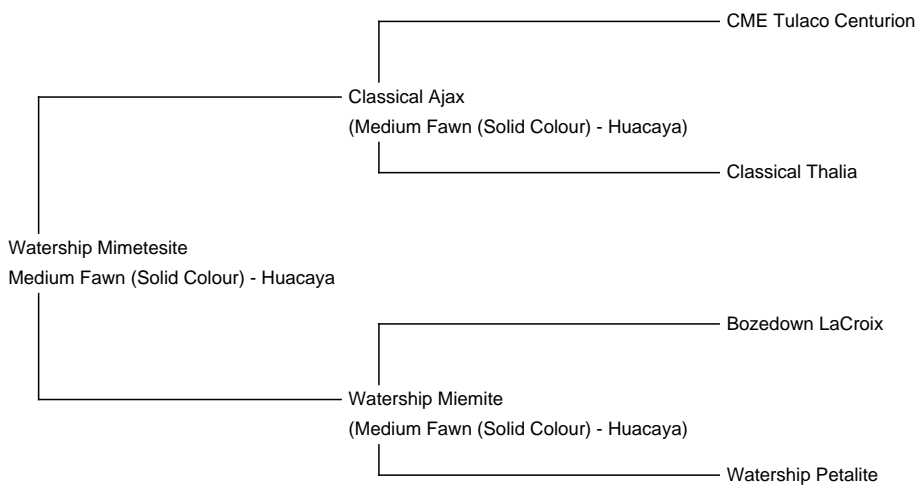 CME Tulaco Centurion
Classical Ajax
(Medium Fawn (Solid Colour) - Huacaya)
Classical Thalia
Watership Mimetesite
Medium Fawn (Solid Colour) - Huacaya
Bozedown LaCroix
Watership Miemite
(Medium Fawn (Solid Colour) - Huacaya)
Watership Petalite